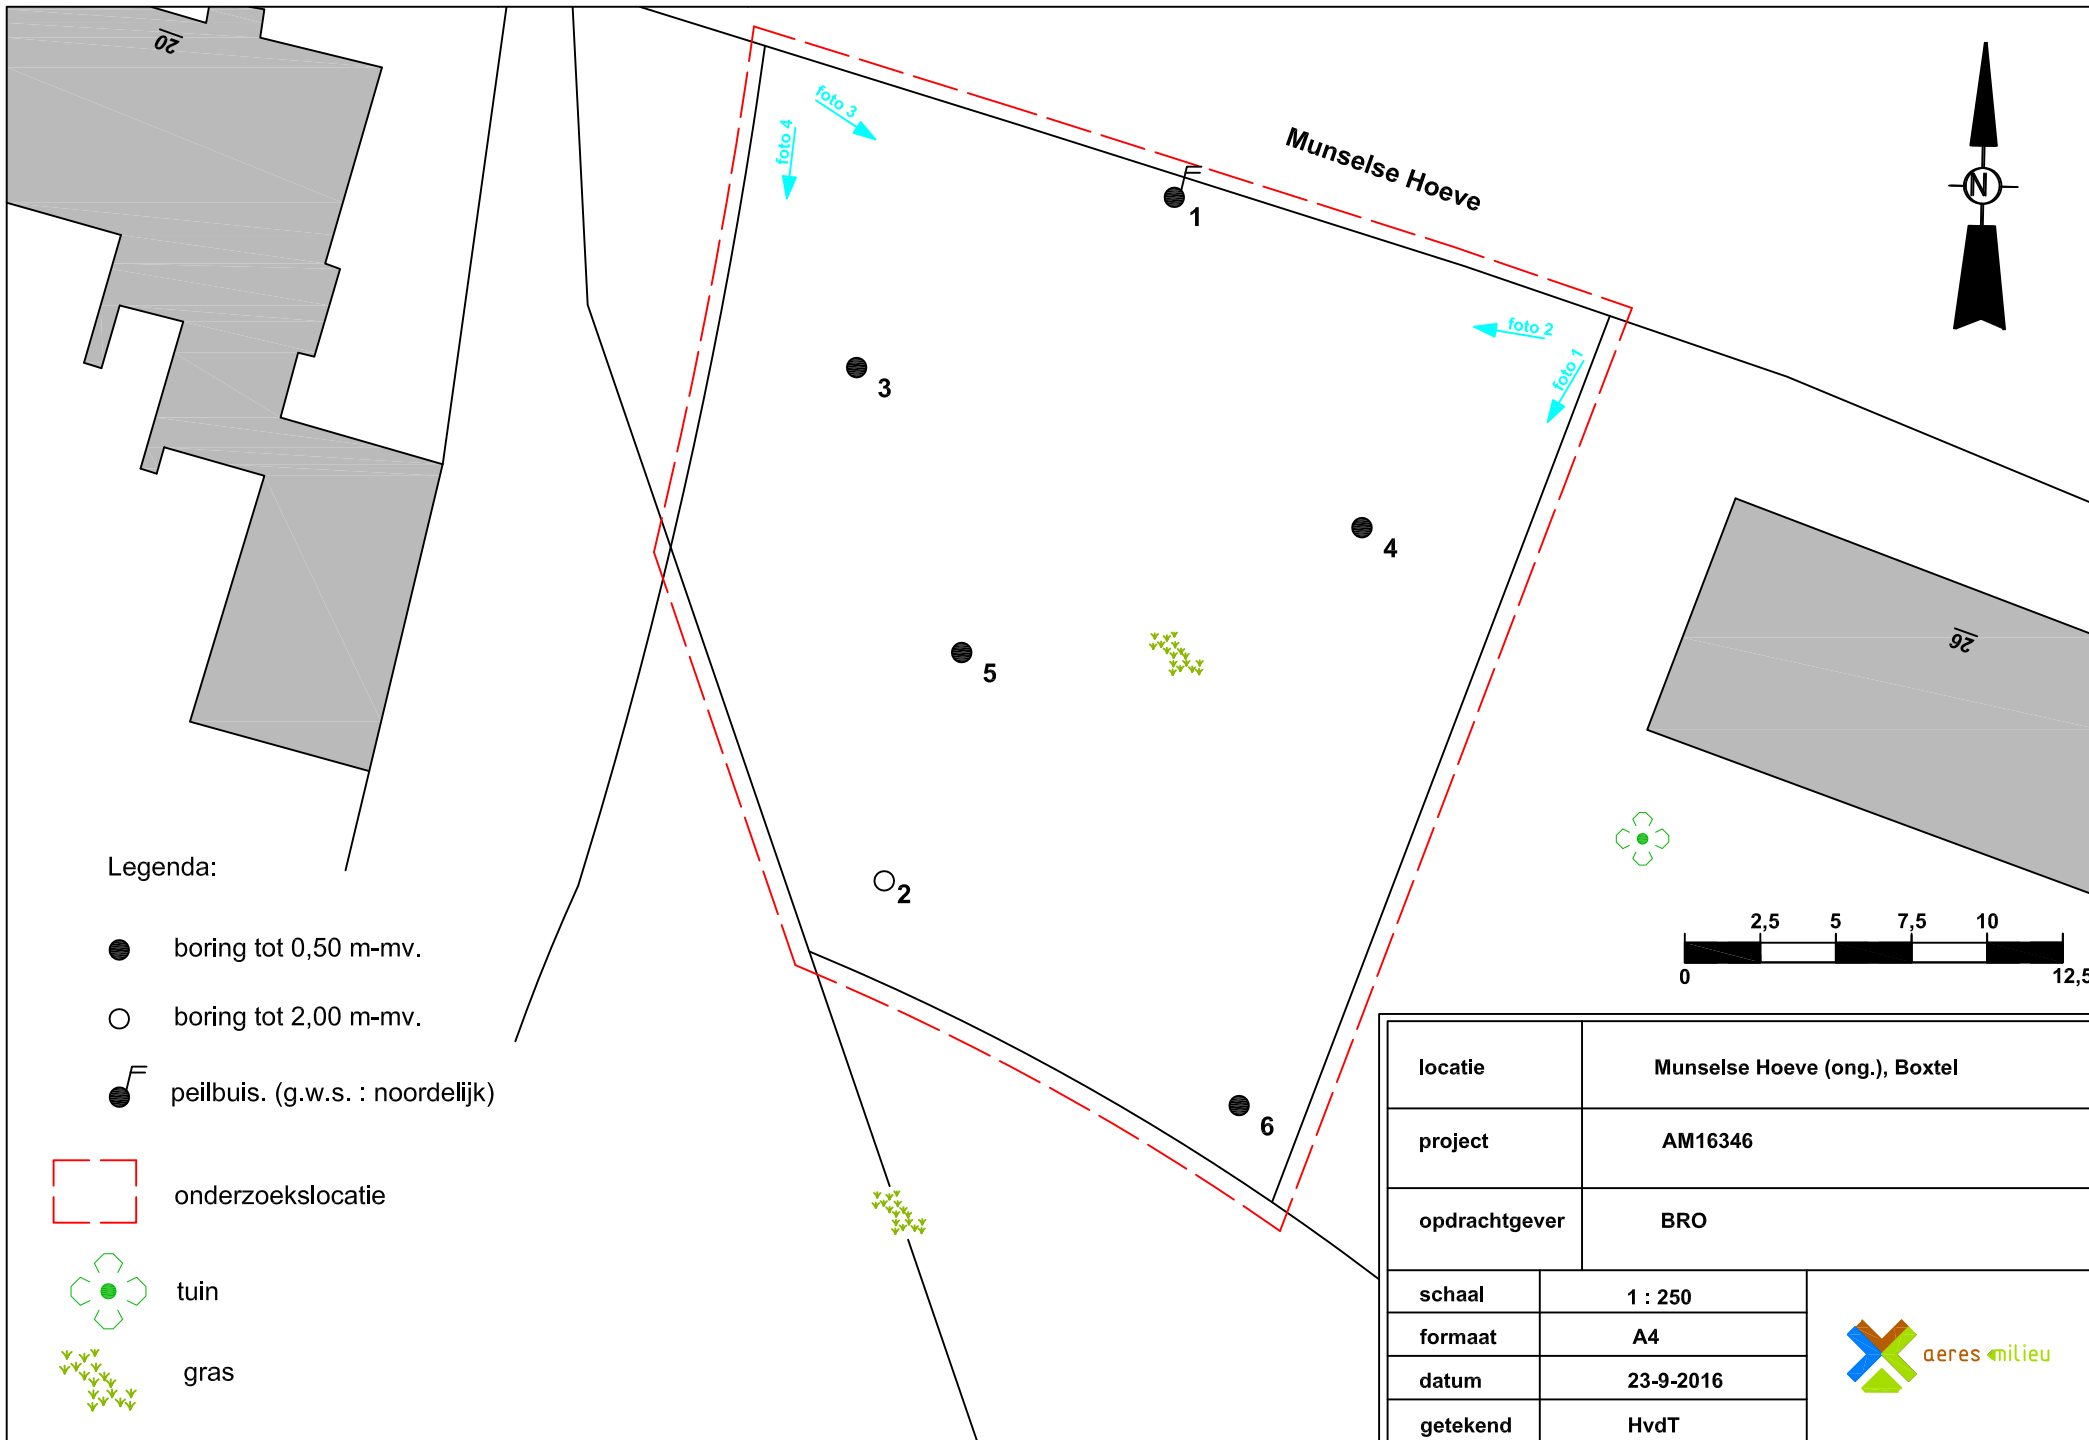 20
foto 3
foto 4
Munselse Hoeve
N
1
foto 2
foto 1
3
4
5
26
2
6
Legenda:
boring tot 0,50 m-mv.
boring tot 2,00 m-mv.
peilbuis. (g.w.s. : noordelijk)
onderzoekslocatie
tuin
gras
2,5 5 7,5 10
0 12,5
locatie Munselse Hoeve (ong.), Boxtel
project AM16346
opdrachtgever BRO
schaal 1 : 250
formaat A4
datum 23-9-2016
getekend HvdT
aeres milieu